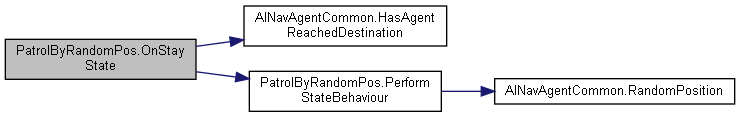 PatrolByRandomPos.OnStay
State
AINavAgentCommon.HasAgent
ReachedDestination
PatrolByRandomPos.Perform
StateBehaviour
AINavAgentCommon.RandomPosition